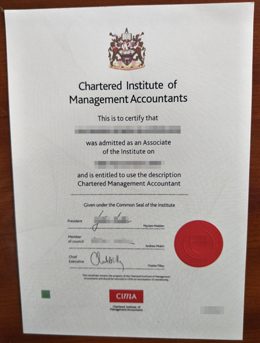 Chartered Institute of
Management Accountants
This is to certify that
was admitted as an Associate
of the Institute on
and is entitled to use the description
Chartered Management Accountant
Given under the Common Seal of the Institute
President
Member
of council
Chief
Executive
CIMA
Chartered Institute of
Management Accountants